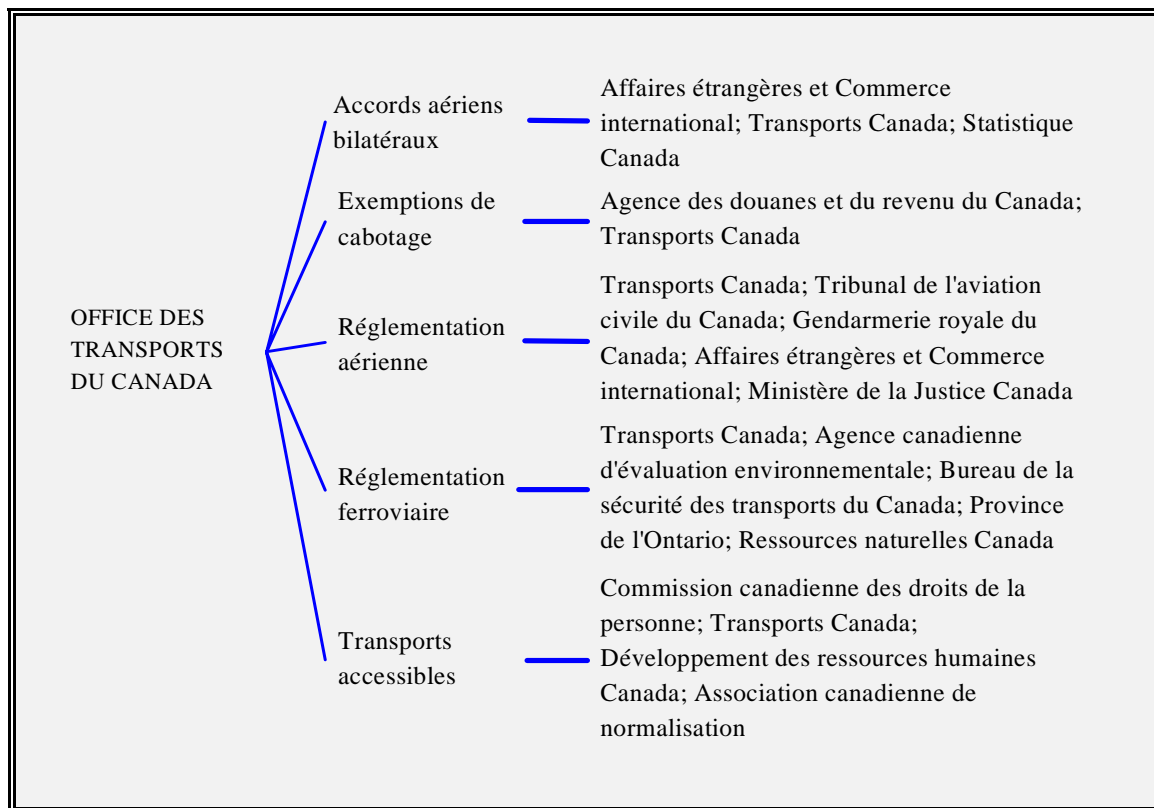 OFFICE DES
TRANSPORTS
DU CANADA
Accords aériens
bilatéraux
Affaires étrangères et Commerce
international; Transports Canada; Statistique
Canada
Exemptions de
cabotage
Agence des douanes et du revenu du Canada;
Transports Canada
Réglementation
aérienne
Transports Canada; Tribunal de l'aviation
civile du Canada; Gendarmerie royale du
Canada; Affaires étrangères et Commerce
international; Ministère de la Justice Canada
Réglementation
ferroviaire
Transports Canada; Agence canadienne
d'évaluation environnementale; Bureau de la
sécurité des transports du Canada; Province
de l'Ontario; Ressources naturelles Canada
Transports
accessibles
Commission canadienne des droits de la
personne; Transports Canada;
Développement des ressources humaines
Canada; Association canadienne de
normalisation